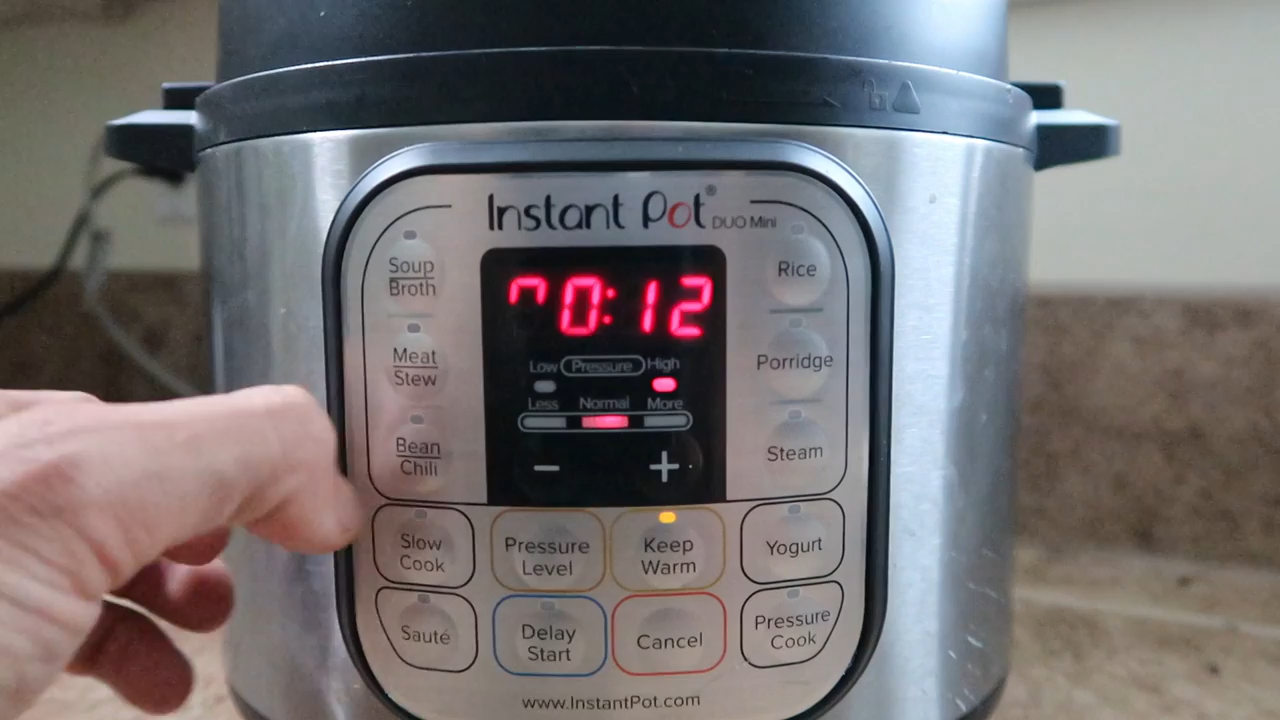 Instant Pot®
DUO Mini
0:12
Low Pressure High
Less Normal More
− +
Soup
Broth
Meat
Stew
Bean
Chili
Rice
Porridge
Steam
Slow
Cook
Pressure
Level
Keep
Warm
Yogurt
Sauté
Delay
Start
Cancel
Pressure
Cook
www.InstantPot.com